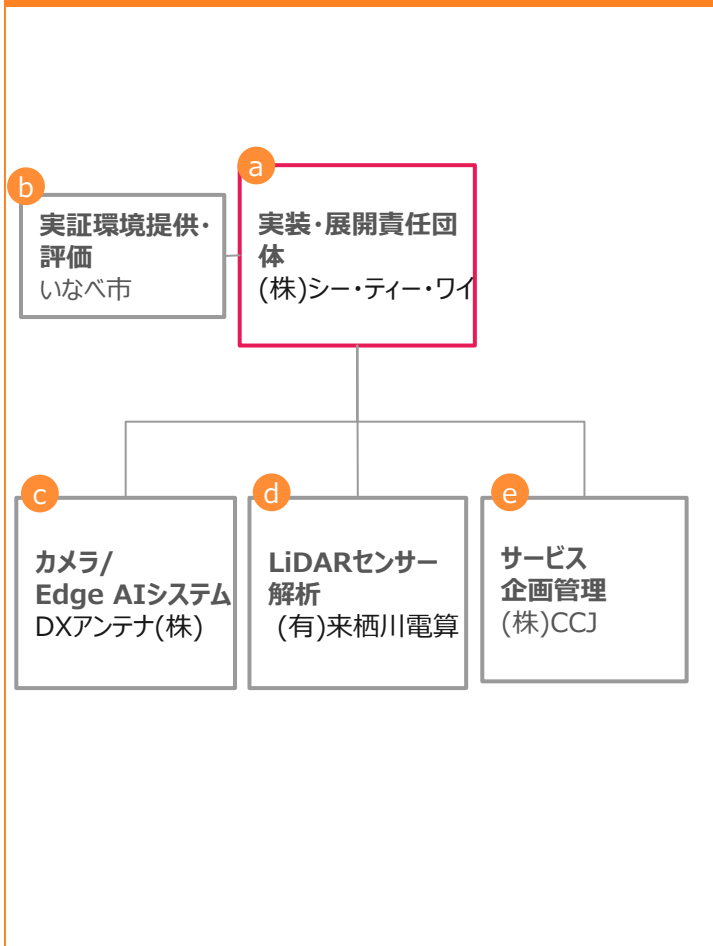 a
実装・展開責任団
体
(株)シー・ティー・ワイ
b
実証環境提供・
評価
いなべ市
c
カメラ/
Edge AIシステム
DXアンテナ(株)
d
LiDARセンサー
解析
(有)来栖川電算
e
サービス
企画管理
(株)CCJ